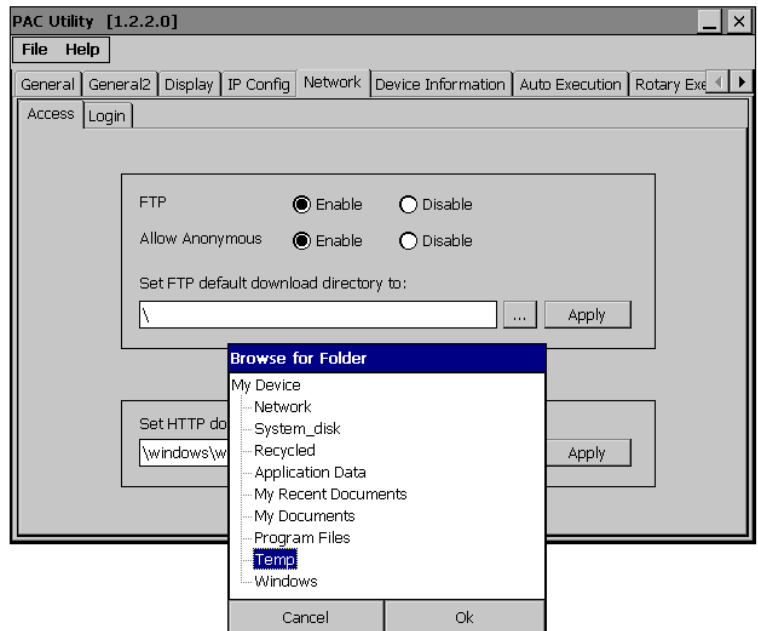 PAC Utility [1.2.2.0]
File Help
General General2 Display IP Config Network Device Information Auto Execution Rotary Exe
Access Login
FTP Enable Disable
Allow Anonymous Enable Disable
Set FTP default download directory to:
\ ... Apply
Browse for Folder
My Device
Network
System_disk
Recycled
Application Data
My Recent Documents
My Documents
Program Files
Temp
Windows
Cancel Ok
Set HTTP do
\windows\w Apply